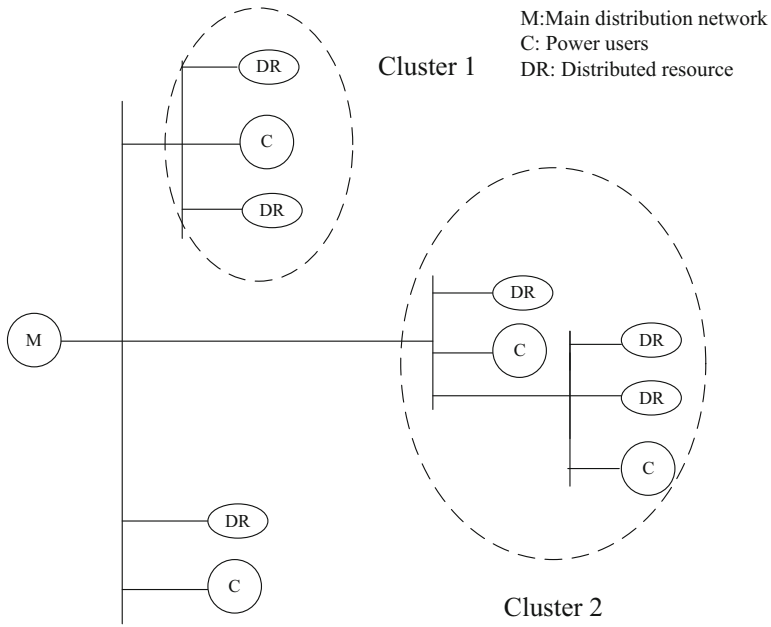 M:Main distribution network
C: Power users
DR: Distributed resource
Cluster 1
DR
C
DR
M
DR
C
DR
DR
C
DR
C
Cluster 2